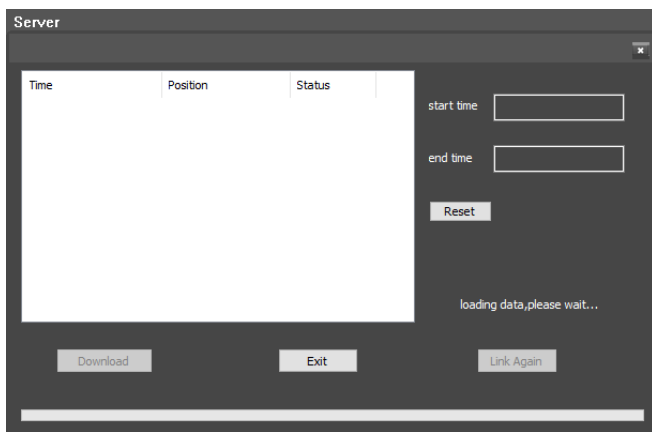 Server
Time Position Status
start time
end time
Reset
loading data,please wait...
Download Exit Link Again